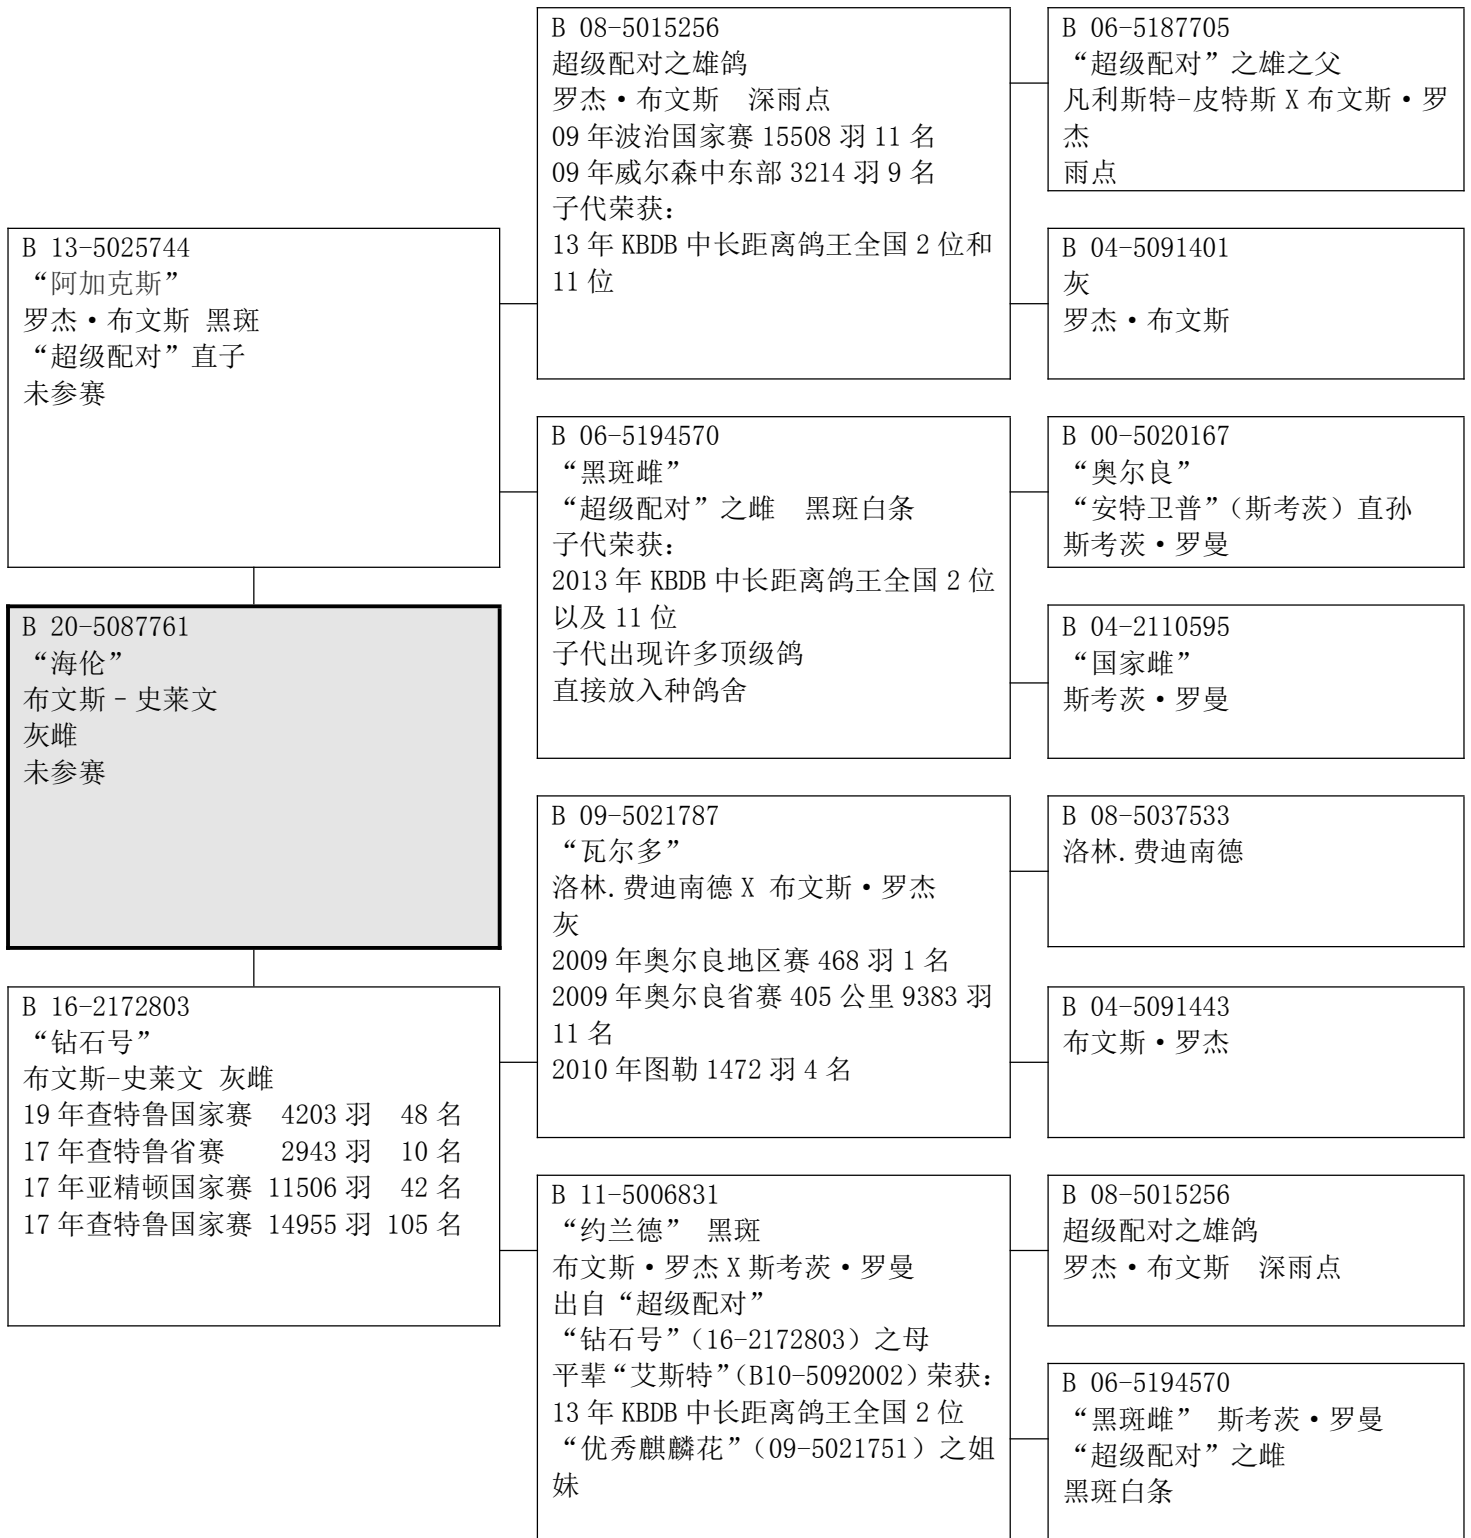 B 13-5025744
“阿加克斯”
罗杰·布文斯 黑斑
“超级配对”直子
未参赛
B 20-5087761
“海伦”
布文斯–史莱文
灰雌
未参赛
B 16-2172803
“钻石号”
布文斯-史莱文 灰雌
19 年查特鲁国家赛 4203 羽 48 名
17 年查特鲁省赛 2943 羽 10 名
17 年亚精顿国家赛 11506 羽 42 名
17 年查特鲁国家赛 14955 羽 105 名
B 08-5015256
超级配对之雄鸽
罗杰·布文斯 深雨点
09 年波治国家赛 15508 羽 11 名
09 年威尔森中东部 3214 羽 9 名
子代荣获：
13 年 KBDB 中长距离鸽王全国 2 位和
11 位
B 06-5194570
“黑斑雌”
“超级配对”之雌 黑斑白条
子代荣获：
2013 年 KBDB 中长距离鸽王全国 2 位
以及 11 位
子代出现许多顶级鸽
直接放入种鸽舍
B 09-5021787
“瓦尔多”
洛林.费迪南德 X 布文斯·罗杰
灰
2009 年奥尔良地区赛 468 羽 1 名
2009 年奥尔良省赛 405 公里 9383 羽
11 名
2010 年图勒 1472 羽 4 名
B 11-5006831
“约兰德” 黑斑
布文斯·罗杰 X 斯考茨·罗曼
出自“超级配对”
“钻石号”（16-2172803）之母
平辈“艾斯特”（B10-5092002）荣获：
13 年 KBDB 中长距离鸽王全国 2 位
“优秀麒麟花”（09-5021751）之姐
妹
B 06-5187705
“超级配对”之雄之父
凡利斯特-皮特斯 X 布文斯·罗
杰
雨点
B 04-5091401
灰
罗杰·布文斯
B 00-5020167
“奥尔良”
“安特卫普”（斯考茨）直孙
斯考茨·罗曼
B 04-2110595
“国家雌”
斯考茨·罗曼
B 08-5037533
洛林.费迪南德
B 04-5091443
布文斯·罗杰
B 08-5015256
超级配对之雄鸽
罗杰·布文斯 深雨点
B 06-5194570
“黑斑雌” 斯考茨·罗曼
“超级配对”之雌
黑斑白条